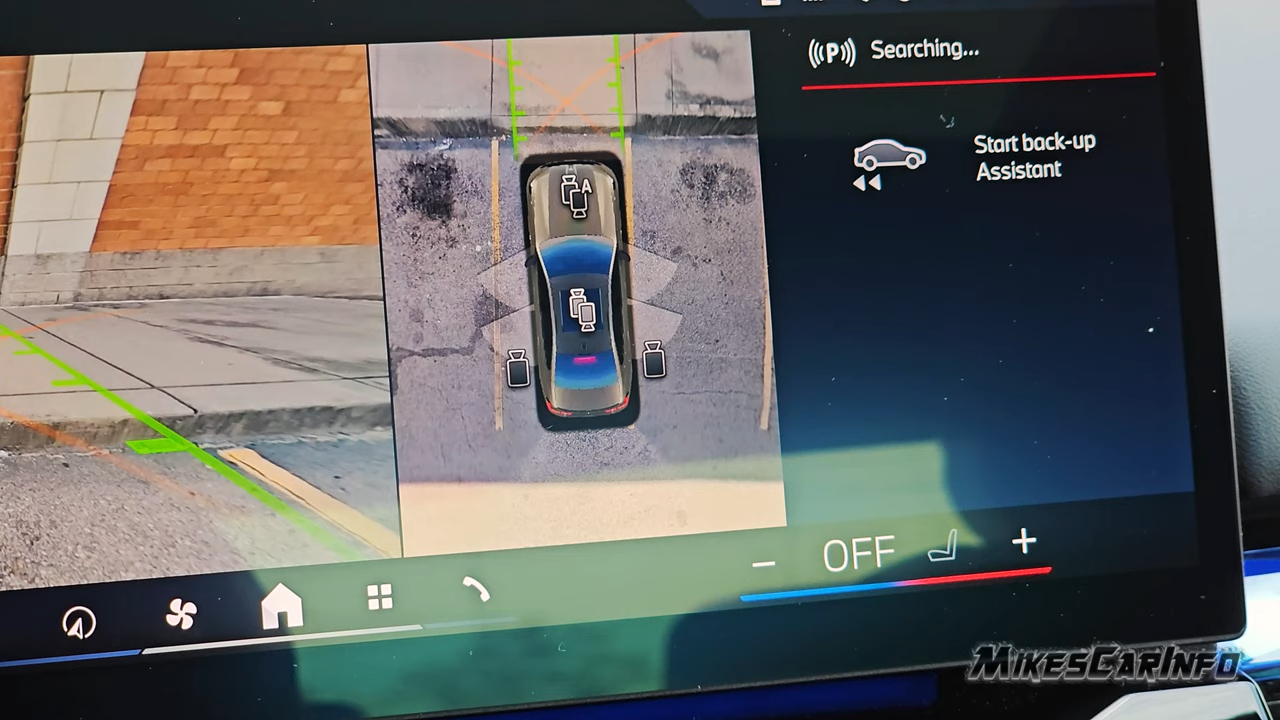 ((P)) Searching...
Start back-up
Assistant
A
OFF
MIKESCARINFO